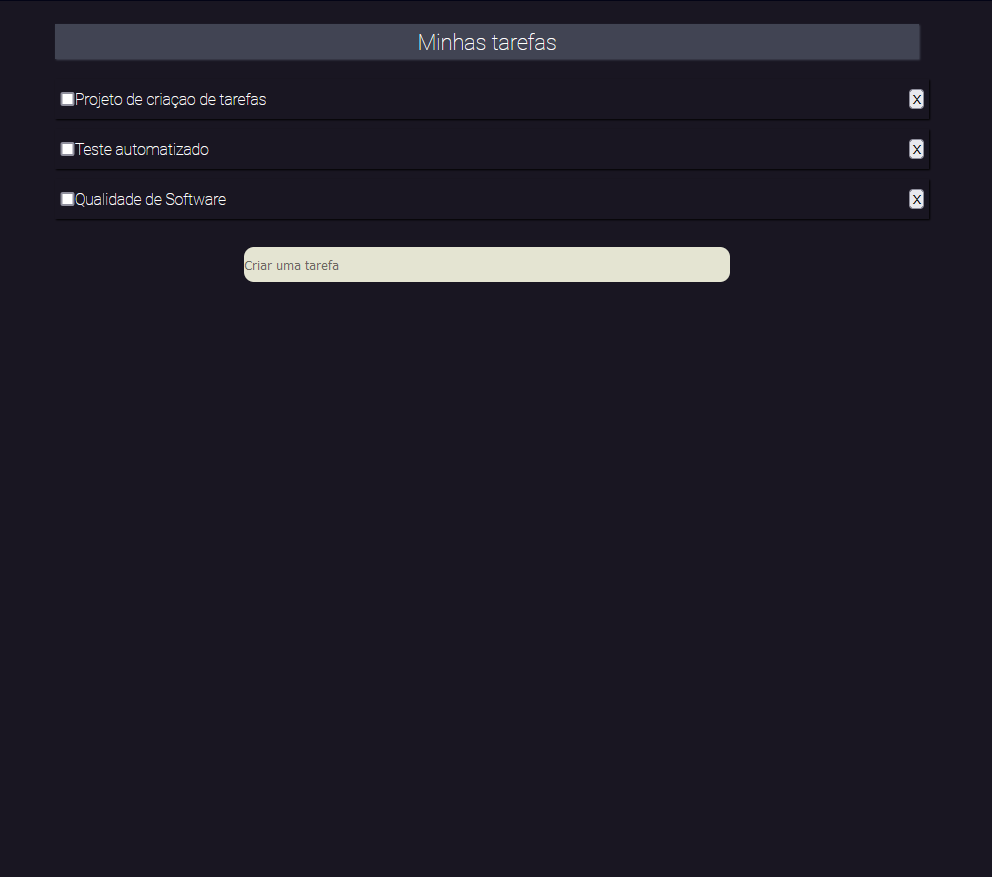 Minhas tarefas
Projeto de criaçao de tarefas X
Teste automatizado X
Qualidade de Software X
Criar uma tarefa